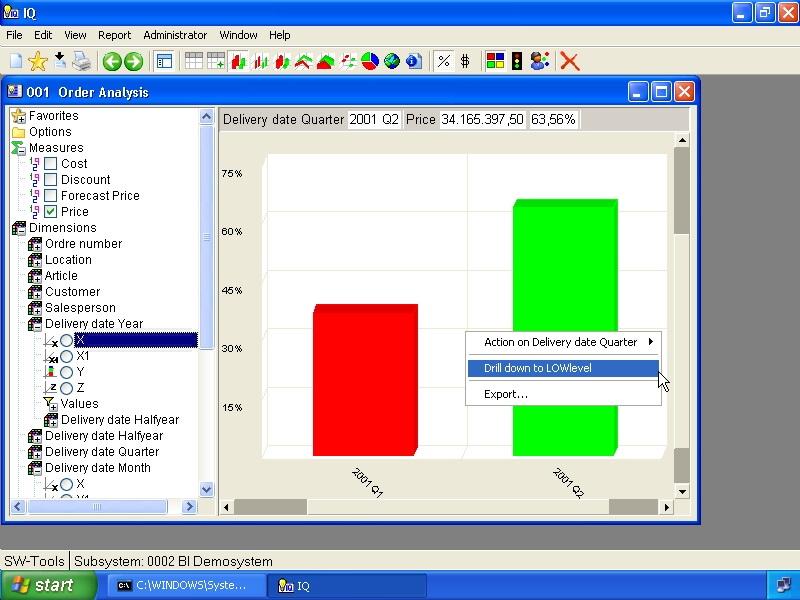 IQ
File Edit View Report Administrator Window Help
% $
001 Order Analysis
Favorites
Options
Measures
Cost
Discount
Forecast Price
Price
Dimensions
Ordre number
Location
Article
Customer
Salesperson
Delivery date Year
X
X1
Y
Z
Values
Delivery date Halfyear
Delivery date Halfyear
Delivery date Quarter
Delivery date Month
X
Delivery date Quarter 2001 Q2 Price 34.165.397,50 63,56%
75%
60%
45%
30%
15%
2001 Q1
2001 Q2
Action on Delivery date Quarter
Drill down to LOWlevel
Export...
SW-Tools Subsystem: 0002 BI Demosystem
start C:\WINDOWS\Syste... IQ